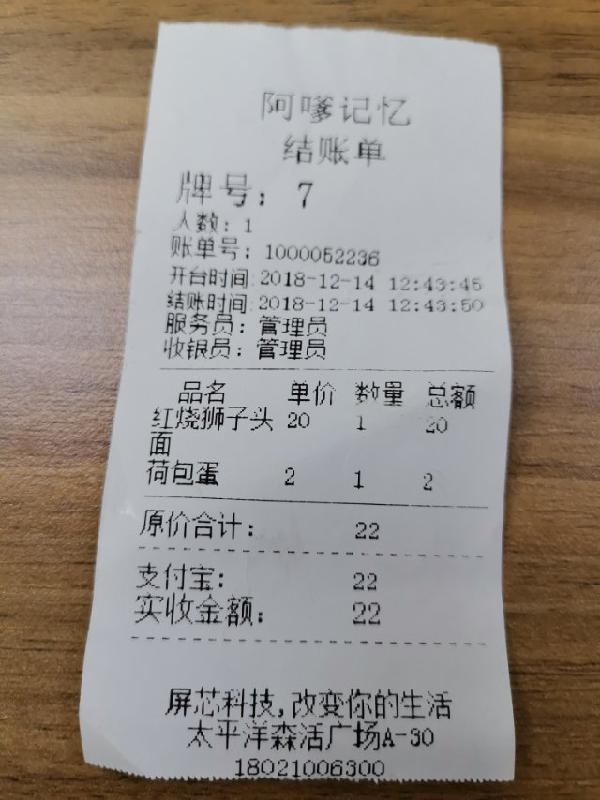 阿嗲记忆
结账单
牌号：7
人数：1
账单号：1000052236
开台时间:2018-12-14 12:43:45
结账时间:2018-12-14 12:43:50
服务员：管理员
收银员：管理员
品名 单价 数量 总额
红烧狮子头 20 1 20
面
荷包蛋 2 1 2
原价合计： 22
支付宝： 22
实收金额： 22
屏芯科技,改变你的生活
太平洋森活广场A-30
18021006300